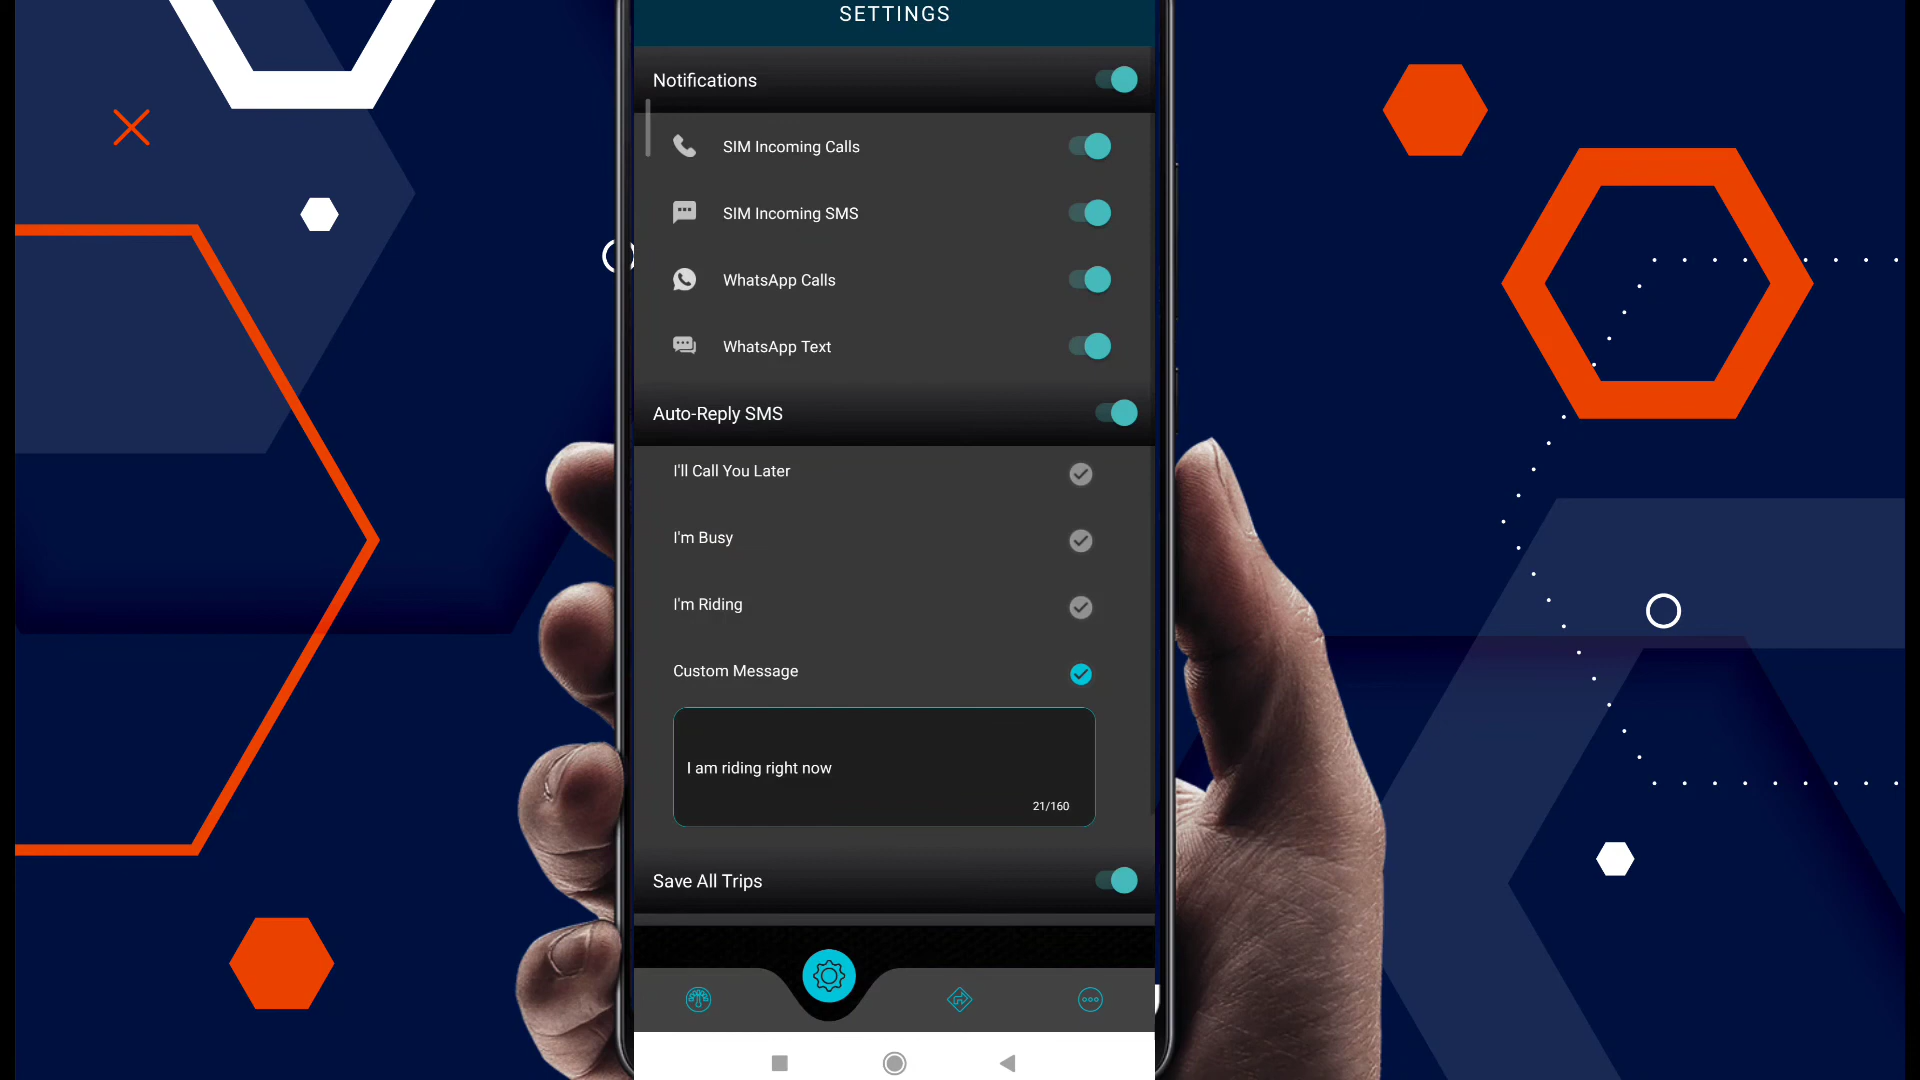 SETTINGS
Notifications
SIM Incoming Calls
SIM Incoming SMS
WhatsApp Calls
WhatsApp Text
Auto-Reply SMS
I'll Call You Later
I'm Busy
I'm Riding
Custom Message
I am riding right now
21/160
Save All Trips